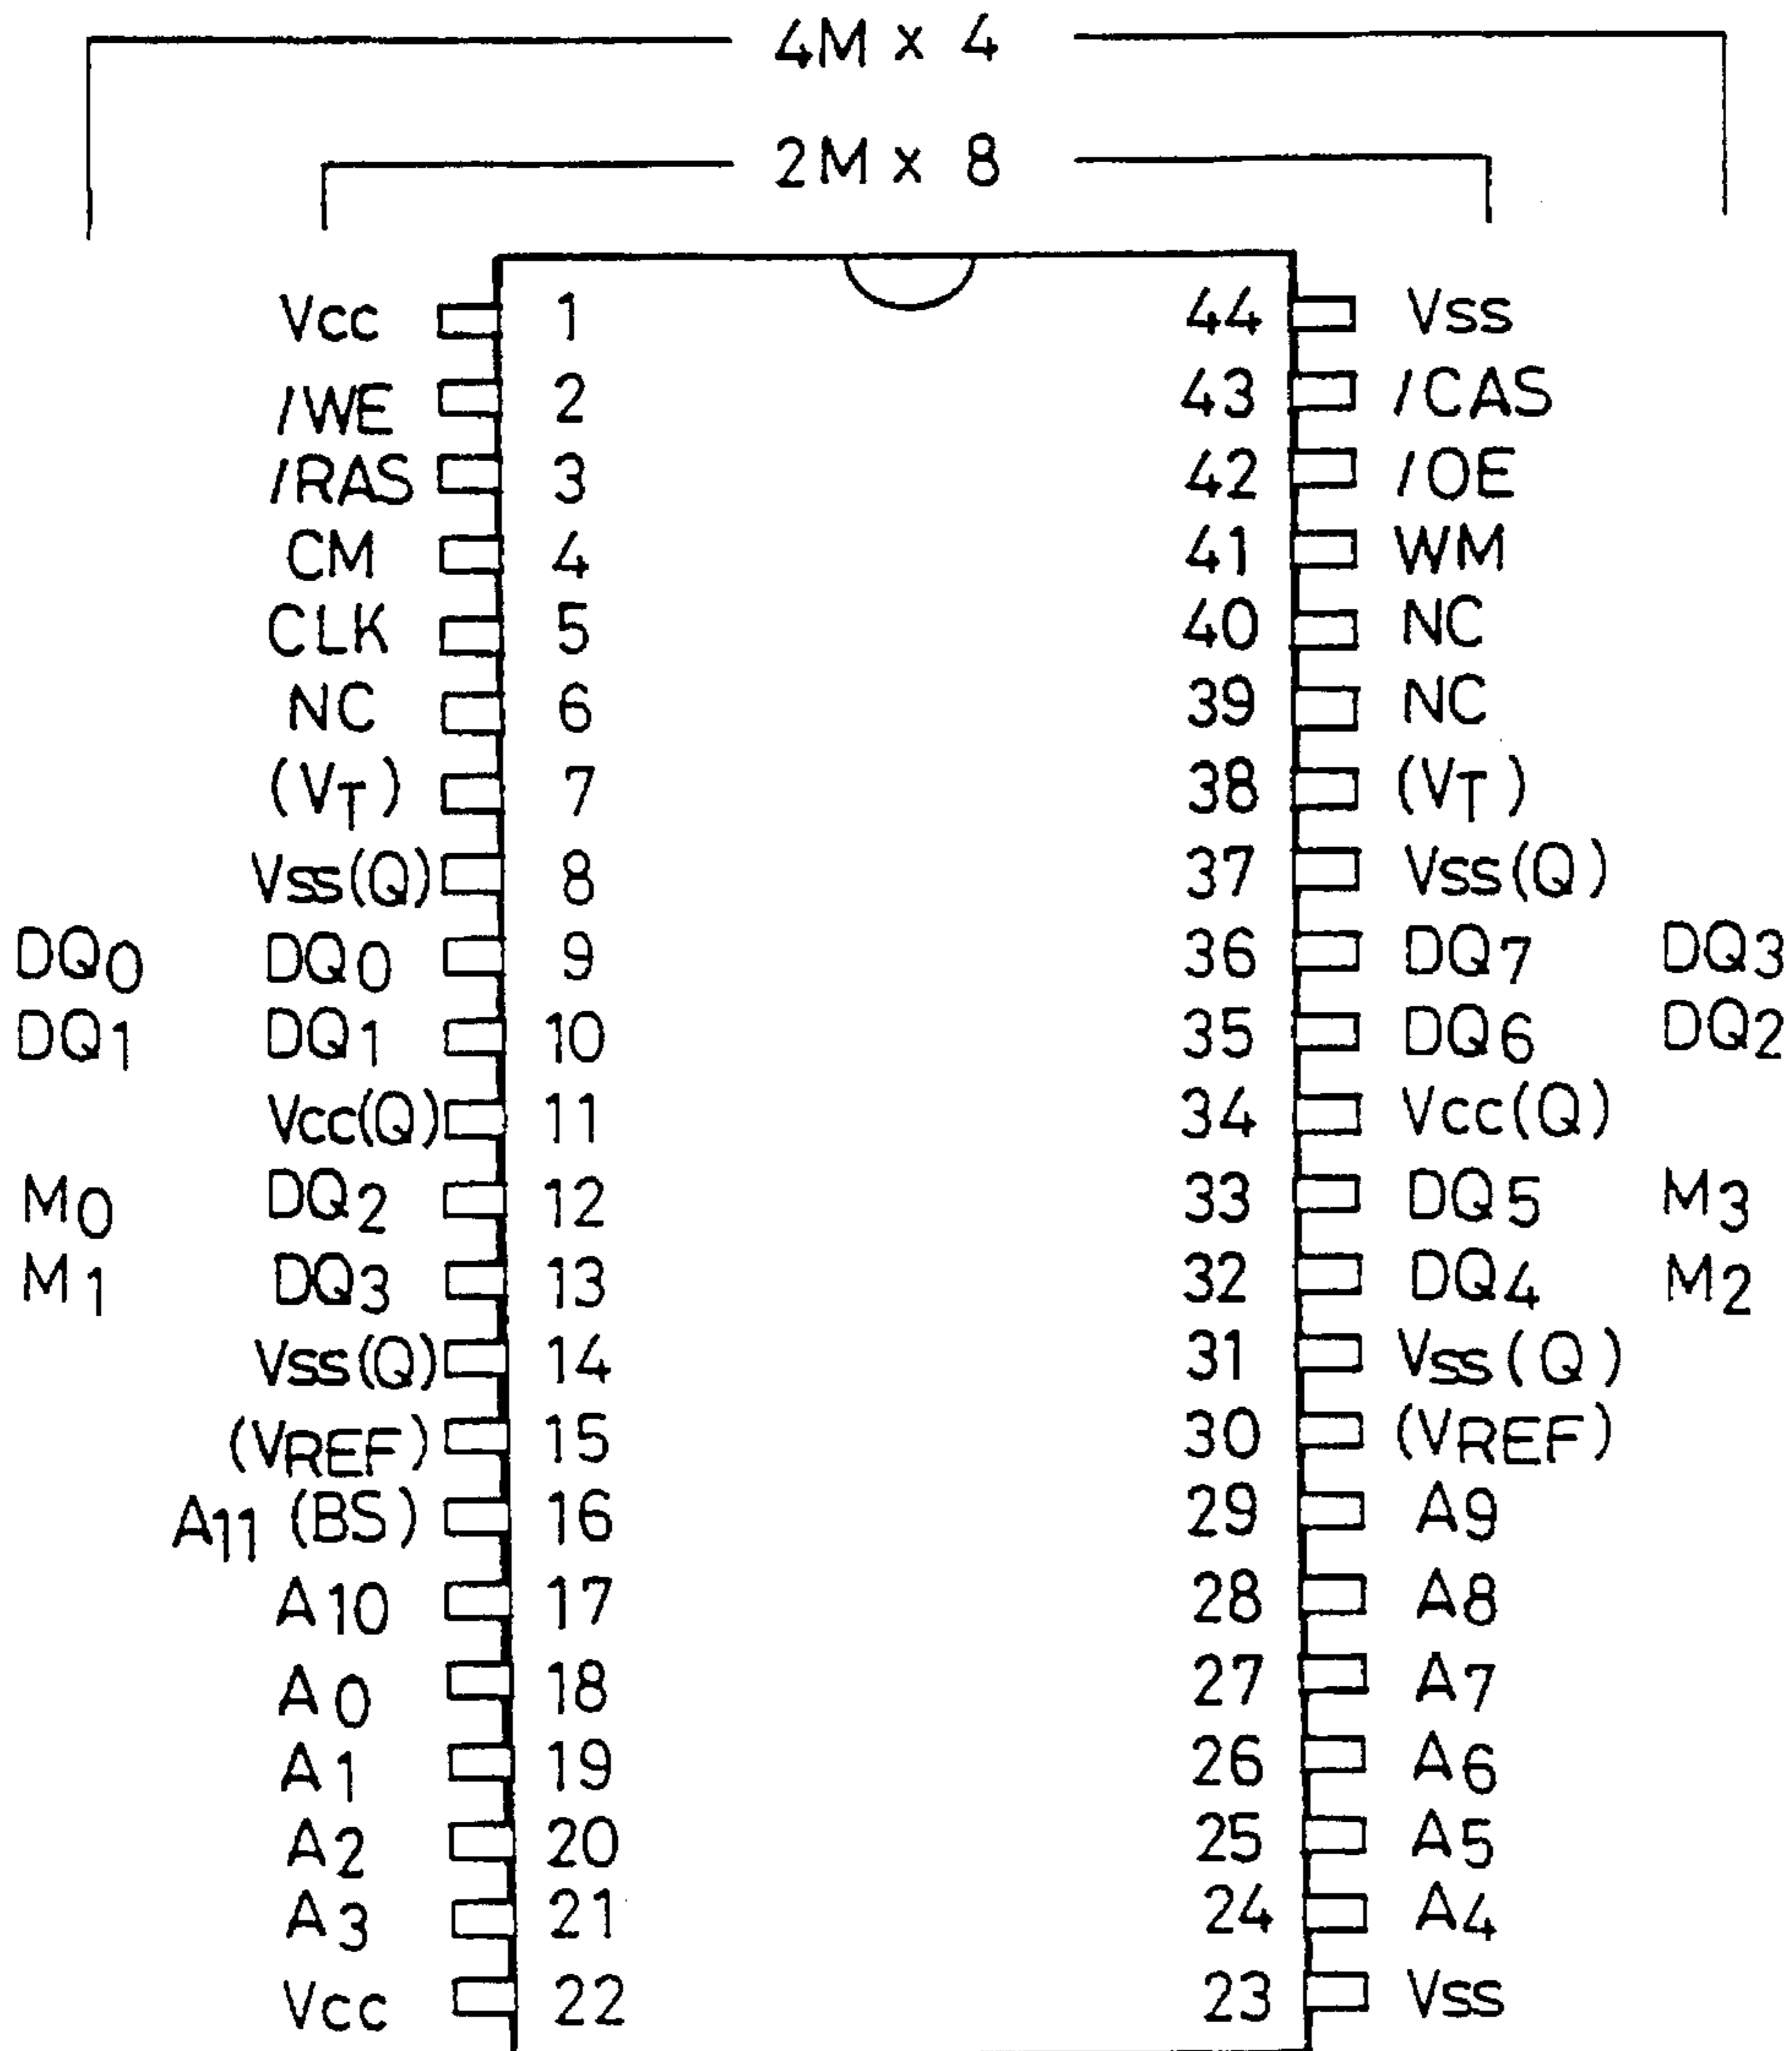 4M x 4
2M x 8
Vcc 1 44 Vss
/WE 2 43 /CAS
/RAS 3 42 /OE
CM 4 41 WM
CLK 5 40 NC
NC 6 39 NC
(VT) 7 38 (VT)
Vss(Q) 8 37 Vss(Q)
DQ0 DQ0 9 36 DQ7 DQ3
DQ1 DQ1 10 35 DQ6 DQ2
Vcc(Q) 11 34 Vcc(Q)
M0 DQ2 12 33 DQ5 M3
M1 DQ3 13 32 DQ4 M2
Vss(Q) 14 31 Vss(Q)
(VREF) 15 30 (VREF)
A11 (BS) 16 29 A9
A10 17 28 A8
A0 18 27 A7
A1 19 26 A6
A2 20 25 A5
A3 21 24 A4
Vcc 22 23 Vss